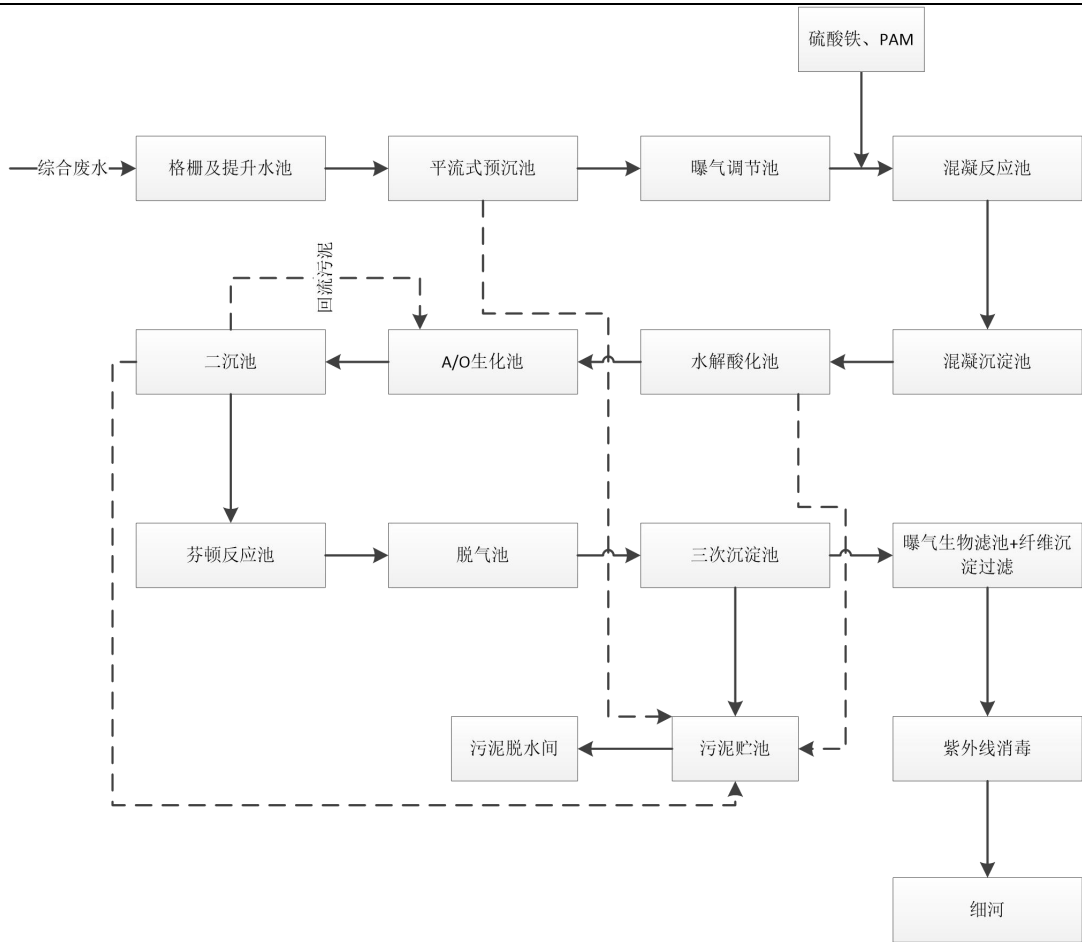 硫酸铁、PAM
综合废水
格栅及提升水池
平流式预沉池
曝气调节池
混凝反应池
回流污泥
二沉池
A/O生化池
水解酸化池
混凝沉淀池
芬顿反应池
脱气池
三次沉淀池
曝气生物滤池+纤维沉
淀过滤
污泥脱水间
污泥贮池
紫外线消毒
细河